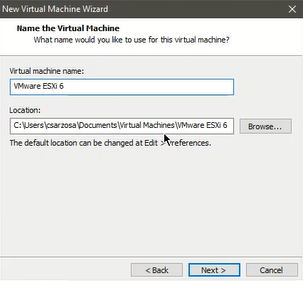 New Virtual Machine Wizard
Name the Virtual Machine
What name would you like to use for this virtual machine?
Virtual machine name:
VMware ESXi 6
Location:
C:\Users\csarzosa\Documents\Virtual Machines\VMware ESXi 6
Browse...
The default location can be changed at Edit > Preferences.
< Back
Next >
Cancel